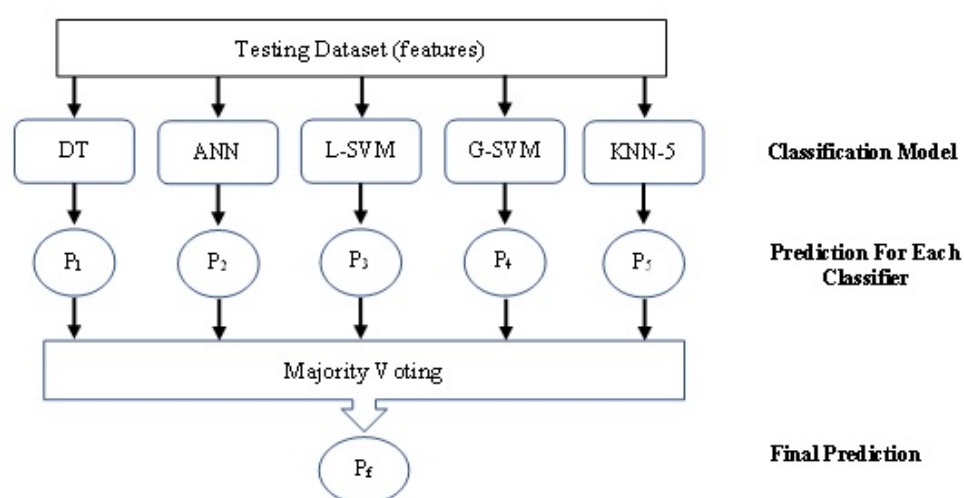 Testing Dataset (features)
DT
ANN
L-SVM
G-SVM
KNN-5
Classification Model
P1
P2
P3
P4
P5
Prediction For Each
Classifier
Majority Voting
Pf
Final Prediction